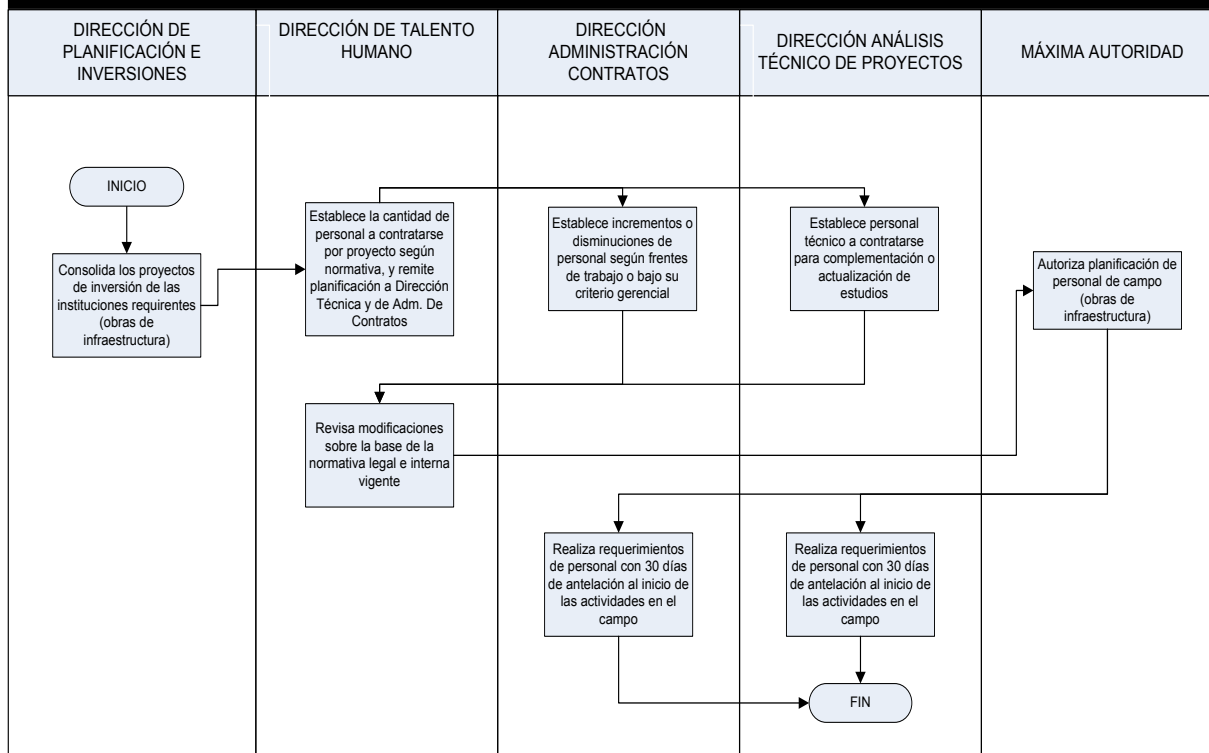 DIRECCIÓN DE
PLANIFICACIÓN E
INVERSIONES
DIRECCIÓN DE TALENTO
HUMANO
DIRECCIÓN
ADMINISTRACIÓN
CONTRATOS
DIRECCIÓN ANÁLISIS
TÉCNICO DE PROYECTOS
MÁXIMA AUTORIDAD
INICIO
Consolida los proyectos
de inversión de las
instituciones requirentes
(obras de
infraestructura)
Establece la cantidad de
personal a contratarse
por proyecto según
normativa, y remite
planificación a Dirección
Técnica y de Adm. De
Contratos
Establece incrementos o
disminuciones de
personal según frentes
de trabajo o bajo su
criterio gerencial
Establece personal
técnico a contratarse
para complementación o
actualización de
estudios
Autoriza planificación de
personal de campo
(obras de
infraestructura)
Revisa modificaciones
sobre la base de la
normativa legal e interna
vigente
Realiza requerimientos
de personal con 30 días
de antelación al inicio de
las actividades en el
campo
Realiza requerimientos
de personal con 30 días
de antelación al inicio de
las actividades en el
campo
FIN